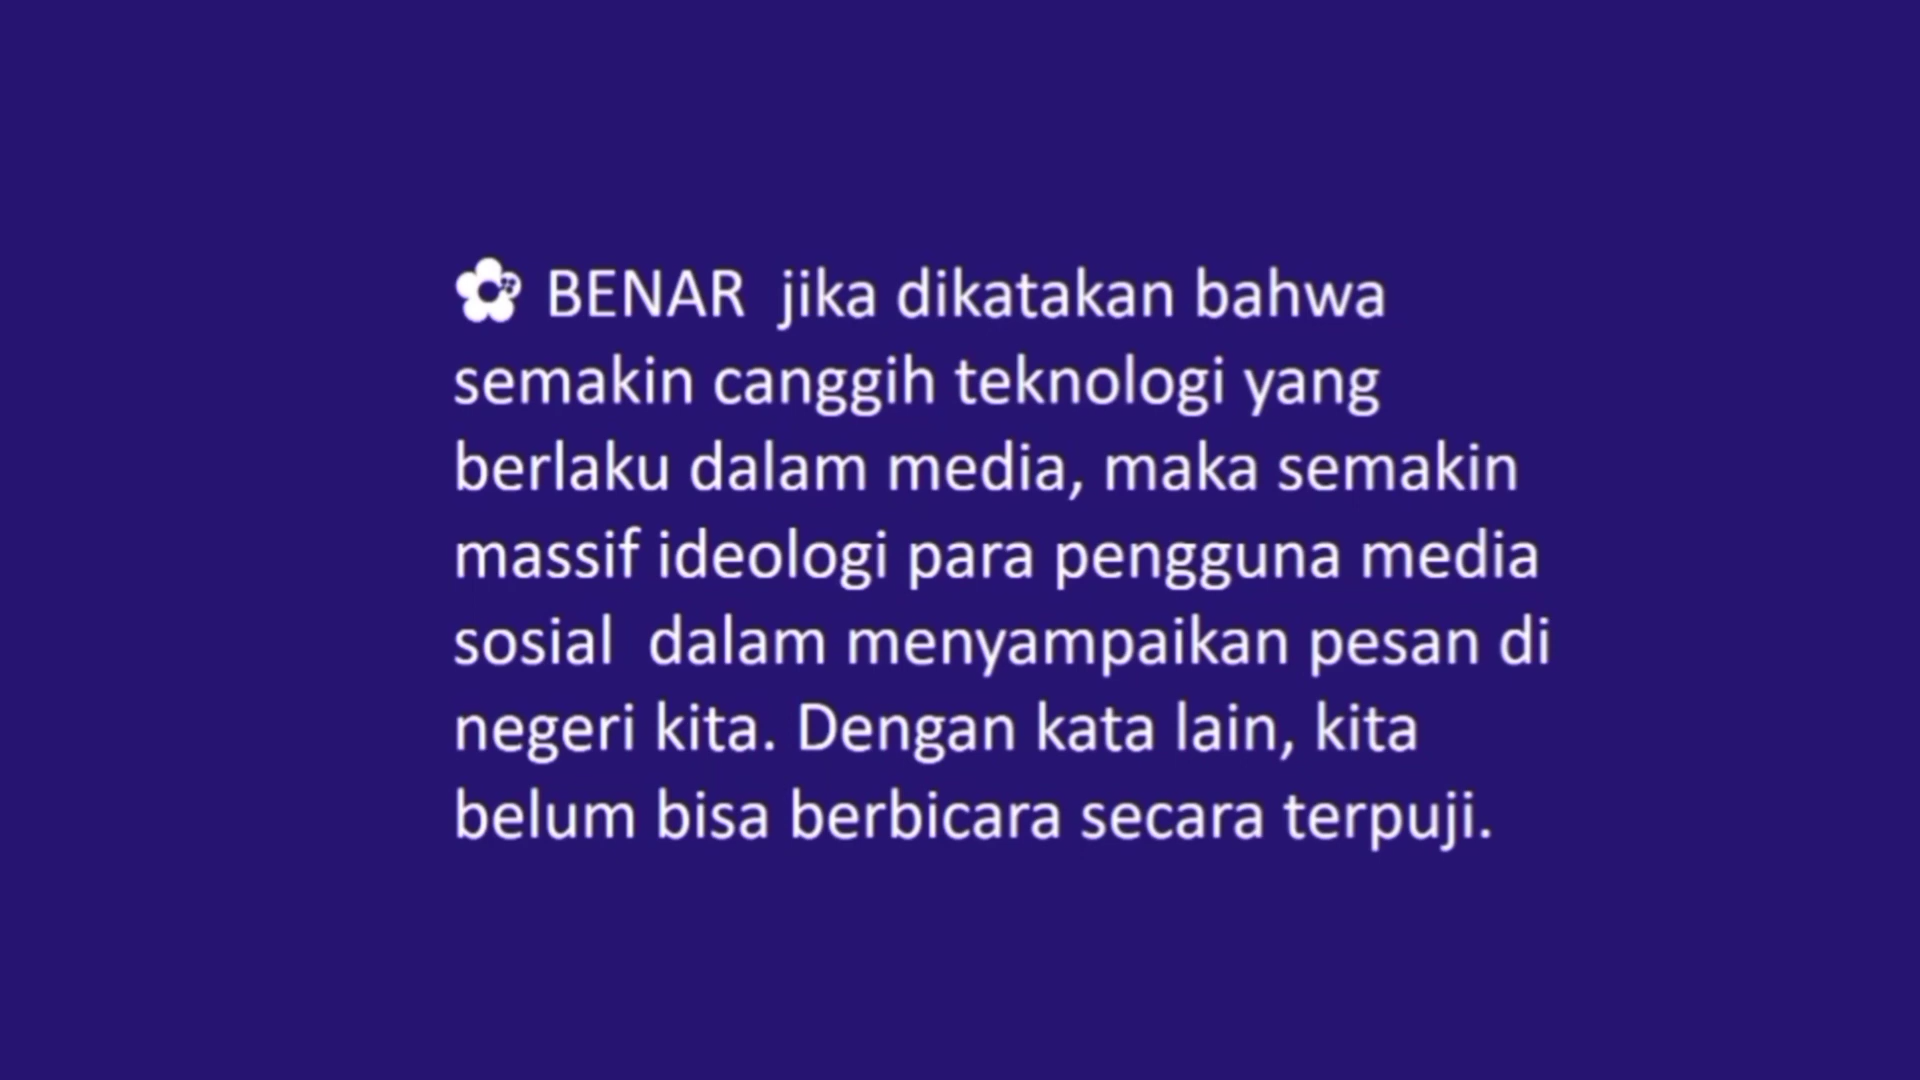 BENAR  jika dikatakan bahwa
semakin canggih teknologi yang
berlaku dalam media, maka semakin
massif ideologi para pengguna media
sosial  dalam menyampaikan pesan di
negeri kita. Dengan kata lain, kita
belum bisa berbicara secara terpuji.